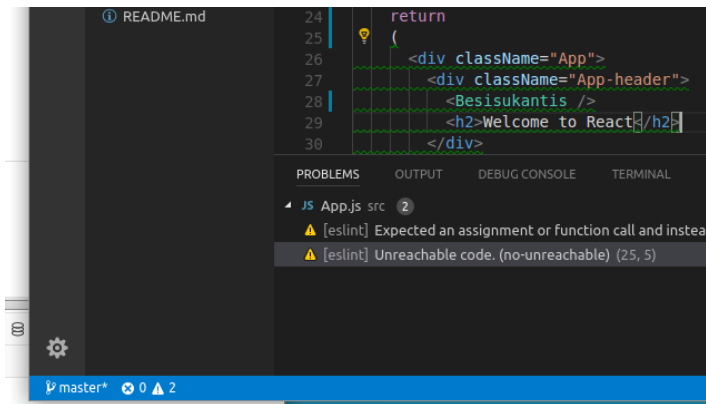 README.md
24 return
25 (
26 <div className="App">
27 <div className="App-header">
28 <Besisukantis />
29 <h2>Welcome to React</h2>
30 </div>
PROBLEMS OUTPUT DEBUG CONSOLE TERMINAL
JS App.js src 2
[eslint] Expected an assignment or function call and instea
[eslint] Unreachable code. (no-unreachable) (25, 5)
master* 0 2